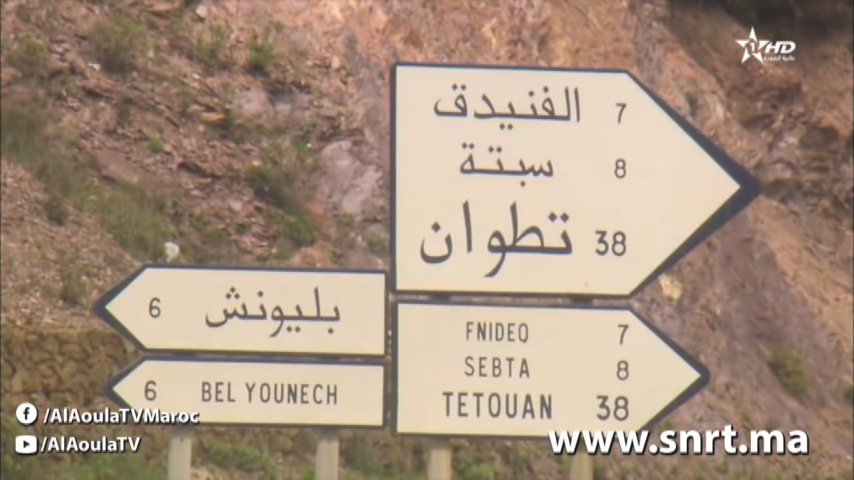 HD
الفنيدق 7
سبتة 8
تطوان 38
6 بليونش
FNIDEQ 7
SEBTA 8
TETOUAN 38
6 BEL YOUNECH
/AlAoulaTVMaroc
/AlAoulaTV
www.snrt.ma